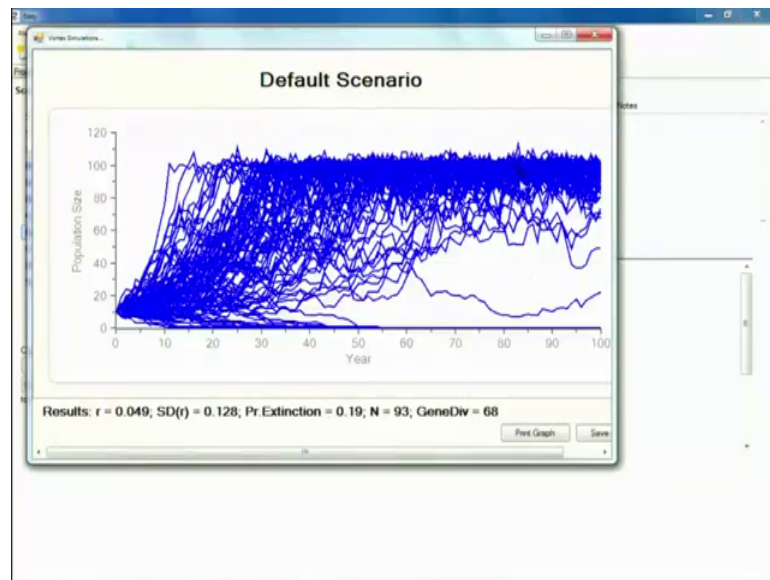 Vortex Simulations...
Notes
Default Scenario
120
100
80
60
40
20
0
Population Size
0 10 20 30 40 50 60 70 80 90 100
Year
Results: r = 0.049; SD(r) = 0.128; Pr.Extinction = 0.19; N = 93; GeneDiv = 68
Print Graph Save